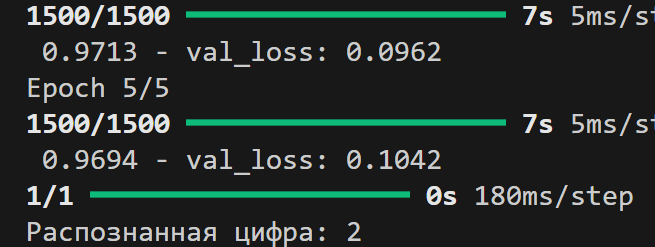 1500/1500 7s 5ms/st
0.9713 - val_loss: 0.0962
Epoch 5/5
1500/1500 7s 5ms/st
0.9694 - val_loss: 0.1042
1/1 0s 180ms/step
Распознанная цифра: 2